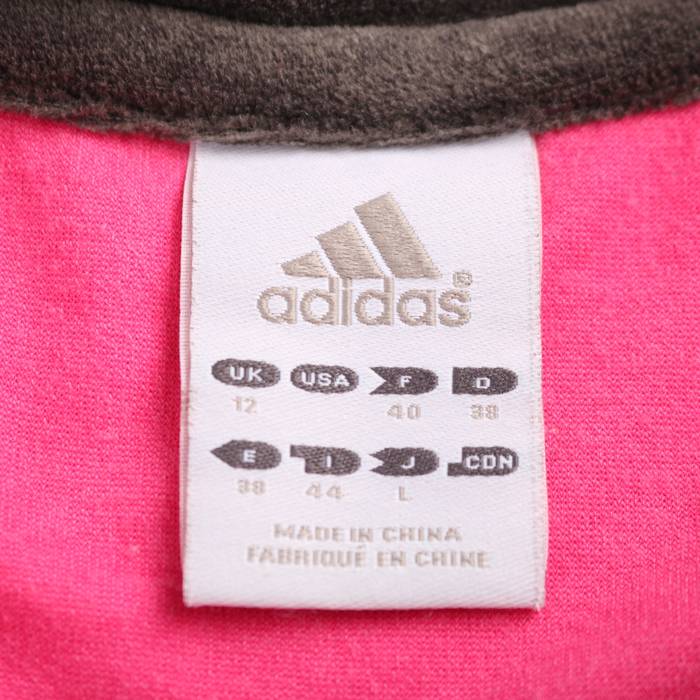 adidas®
UK USA F D
12 40 38
E I J CDN
38 44 L
MADE IN CHINA
FABRIQUÉ EN CHINE